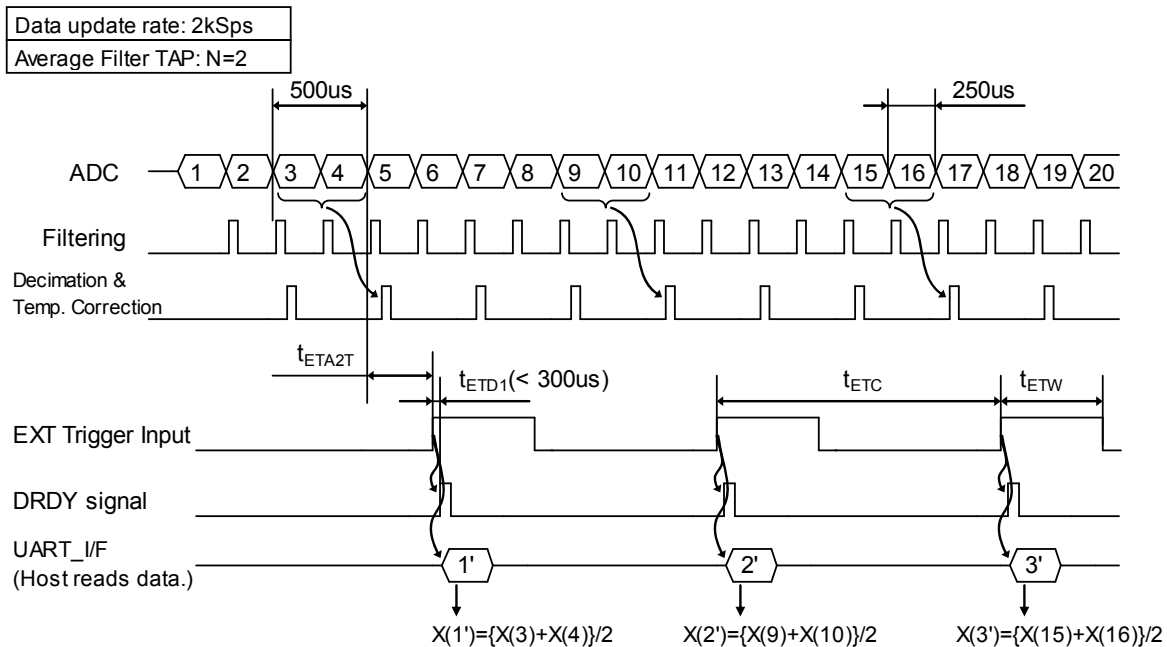 Data update rate: 2kSps
Average Filter TAP: N=2
500us
250us
ADC
1 2 3 4 5 6 7 8 9 10 11 12 13 14 15 16 17 18 19 20
Filtering
Decimation &
Temp. Correction
tETA2T
tETD1(< 300us)
tETC
tETW
EXT Trigger Input
DRDY signal
UART_I/F
(Host reads data.)
1' 2' 3'
X(1')={X(3)+X(4)}/2 X(2')={X(9)+X(10)}/2 X(3')={X(15)+X(16)}/2